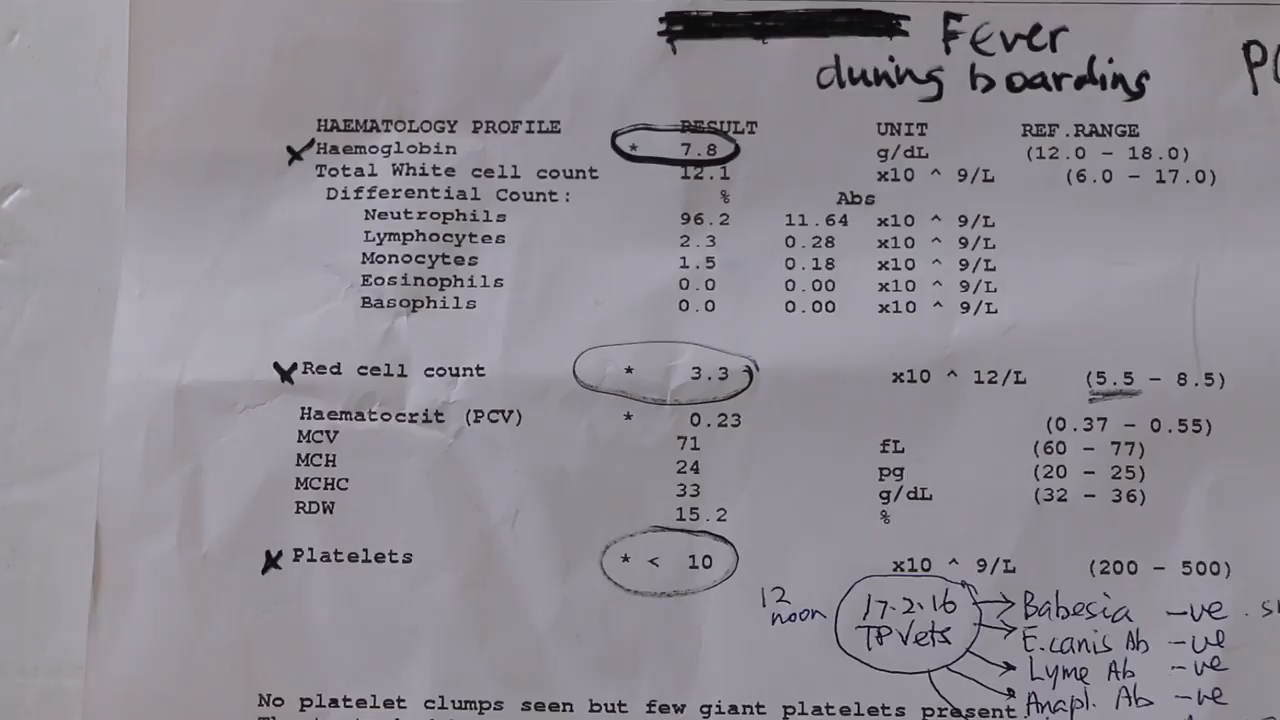 Fever
during boarding
HAEMATOLOGY PROFILE RESULT UNIT REF.RANGE
Haemoglobin * 7.8 g/dL (12.0 - 18.0)
Total White cell count 12.1 x10 ^ 9/L (6.0 - 17.0)
Differential Count: % Abs
Neutrophils 96.2 11.64 x10 ^ 9/L
Lymphocytes 2.3 0.28 x10 ^ 9/L
Monocytes 1.5 0.18 x10 ^ 9/L
Eosinophils 0.0 0.00 x10 ^ 9/L
Basophils 0.0 0.00 x10 ^ 9/L
Red cell count * 3.3 x10 ^ 12/L (5.5 - 8.5)
Haematocrit (PCV) * 0.23 (0.37 - 0.55)
MCV 71 fL (60 - 77)
MCH 24 pg (20 - 25)
MCHC 33 g/dL (32 - 36)
RDW 15.2 %
Platelets * < 10 x10 ^ 9/L (200 - 500)
12 noon 17.2.16 TP Vets
Babesia -ve
E.canis Ab -ve
Lyme Ab -ve
Anapl. Ab -ve
No platelet clumps seen but few giant platelets present.